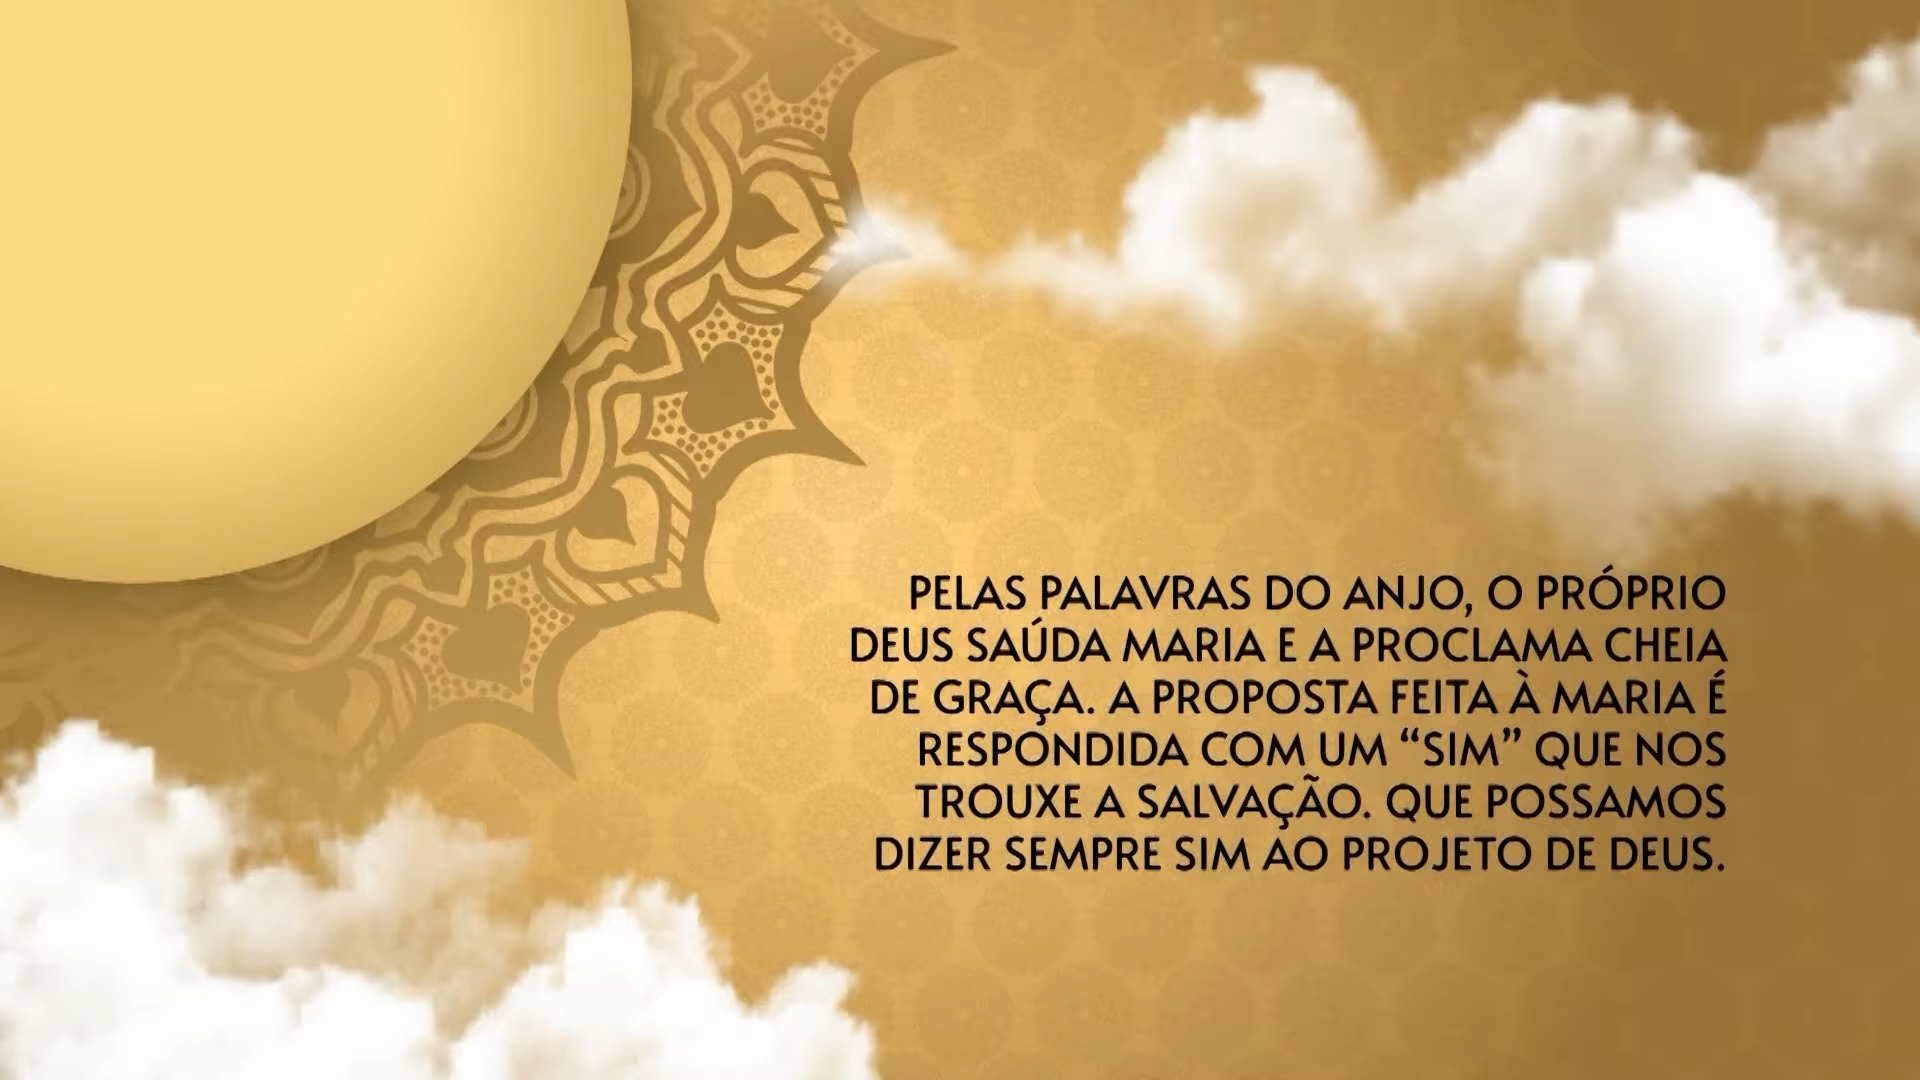 PELAS PALAVRAS DO ANJO, O PRÓPRIO
DEUS SAÚDA MARIA E A PROCLAMA CHEIA
DE GRAÇA. A PROPOSTA FEITA À MARIA É
RESPONDIDA COM UM “SIM” QUE NOS
TROUXE A SALVAÇÃO. QUE POSSAMOS
DIZER SEMPRE SIM AO PROJETO DE DEUS.